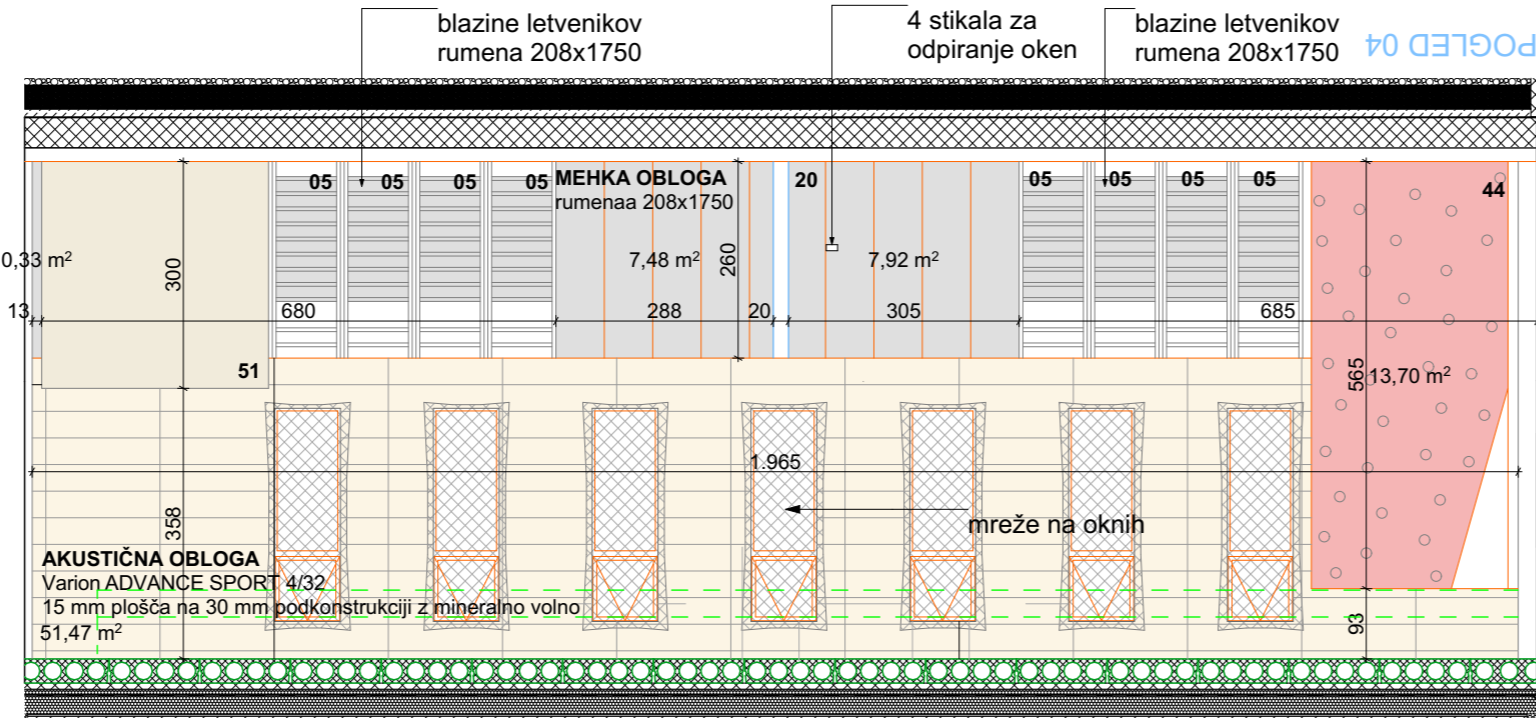 blazine letvenikov
rumena 208x1750
4 stikala za
odpiranje oken
blazine letvenikov
rumena 208x1750
POGLED 04
05
05
05
05
MEHKA OBLOGA
rumenaa 208x1750
20
05
05
05
05
44
0,33 m²
300
7,48 m²
260
7,92 m²
13
680
288
20
305
685
51
565
13,70 m²
1.965
358
mreže na oknih
AKUSTIČNA OBLOGA
Varion ADVANCE SPORT 4/32
15 mm plošča na 30 mm podkonstrukciji z mineralno volno
51,47 m²
93